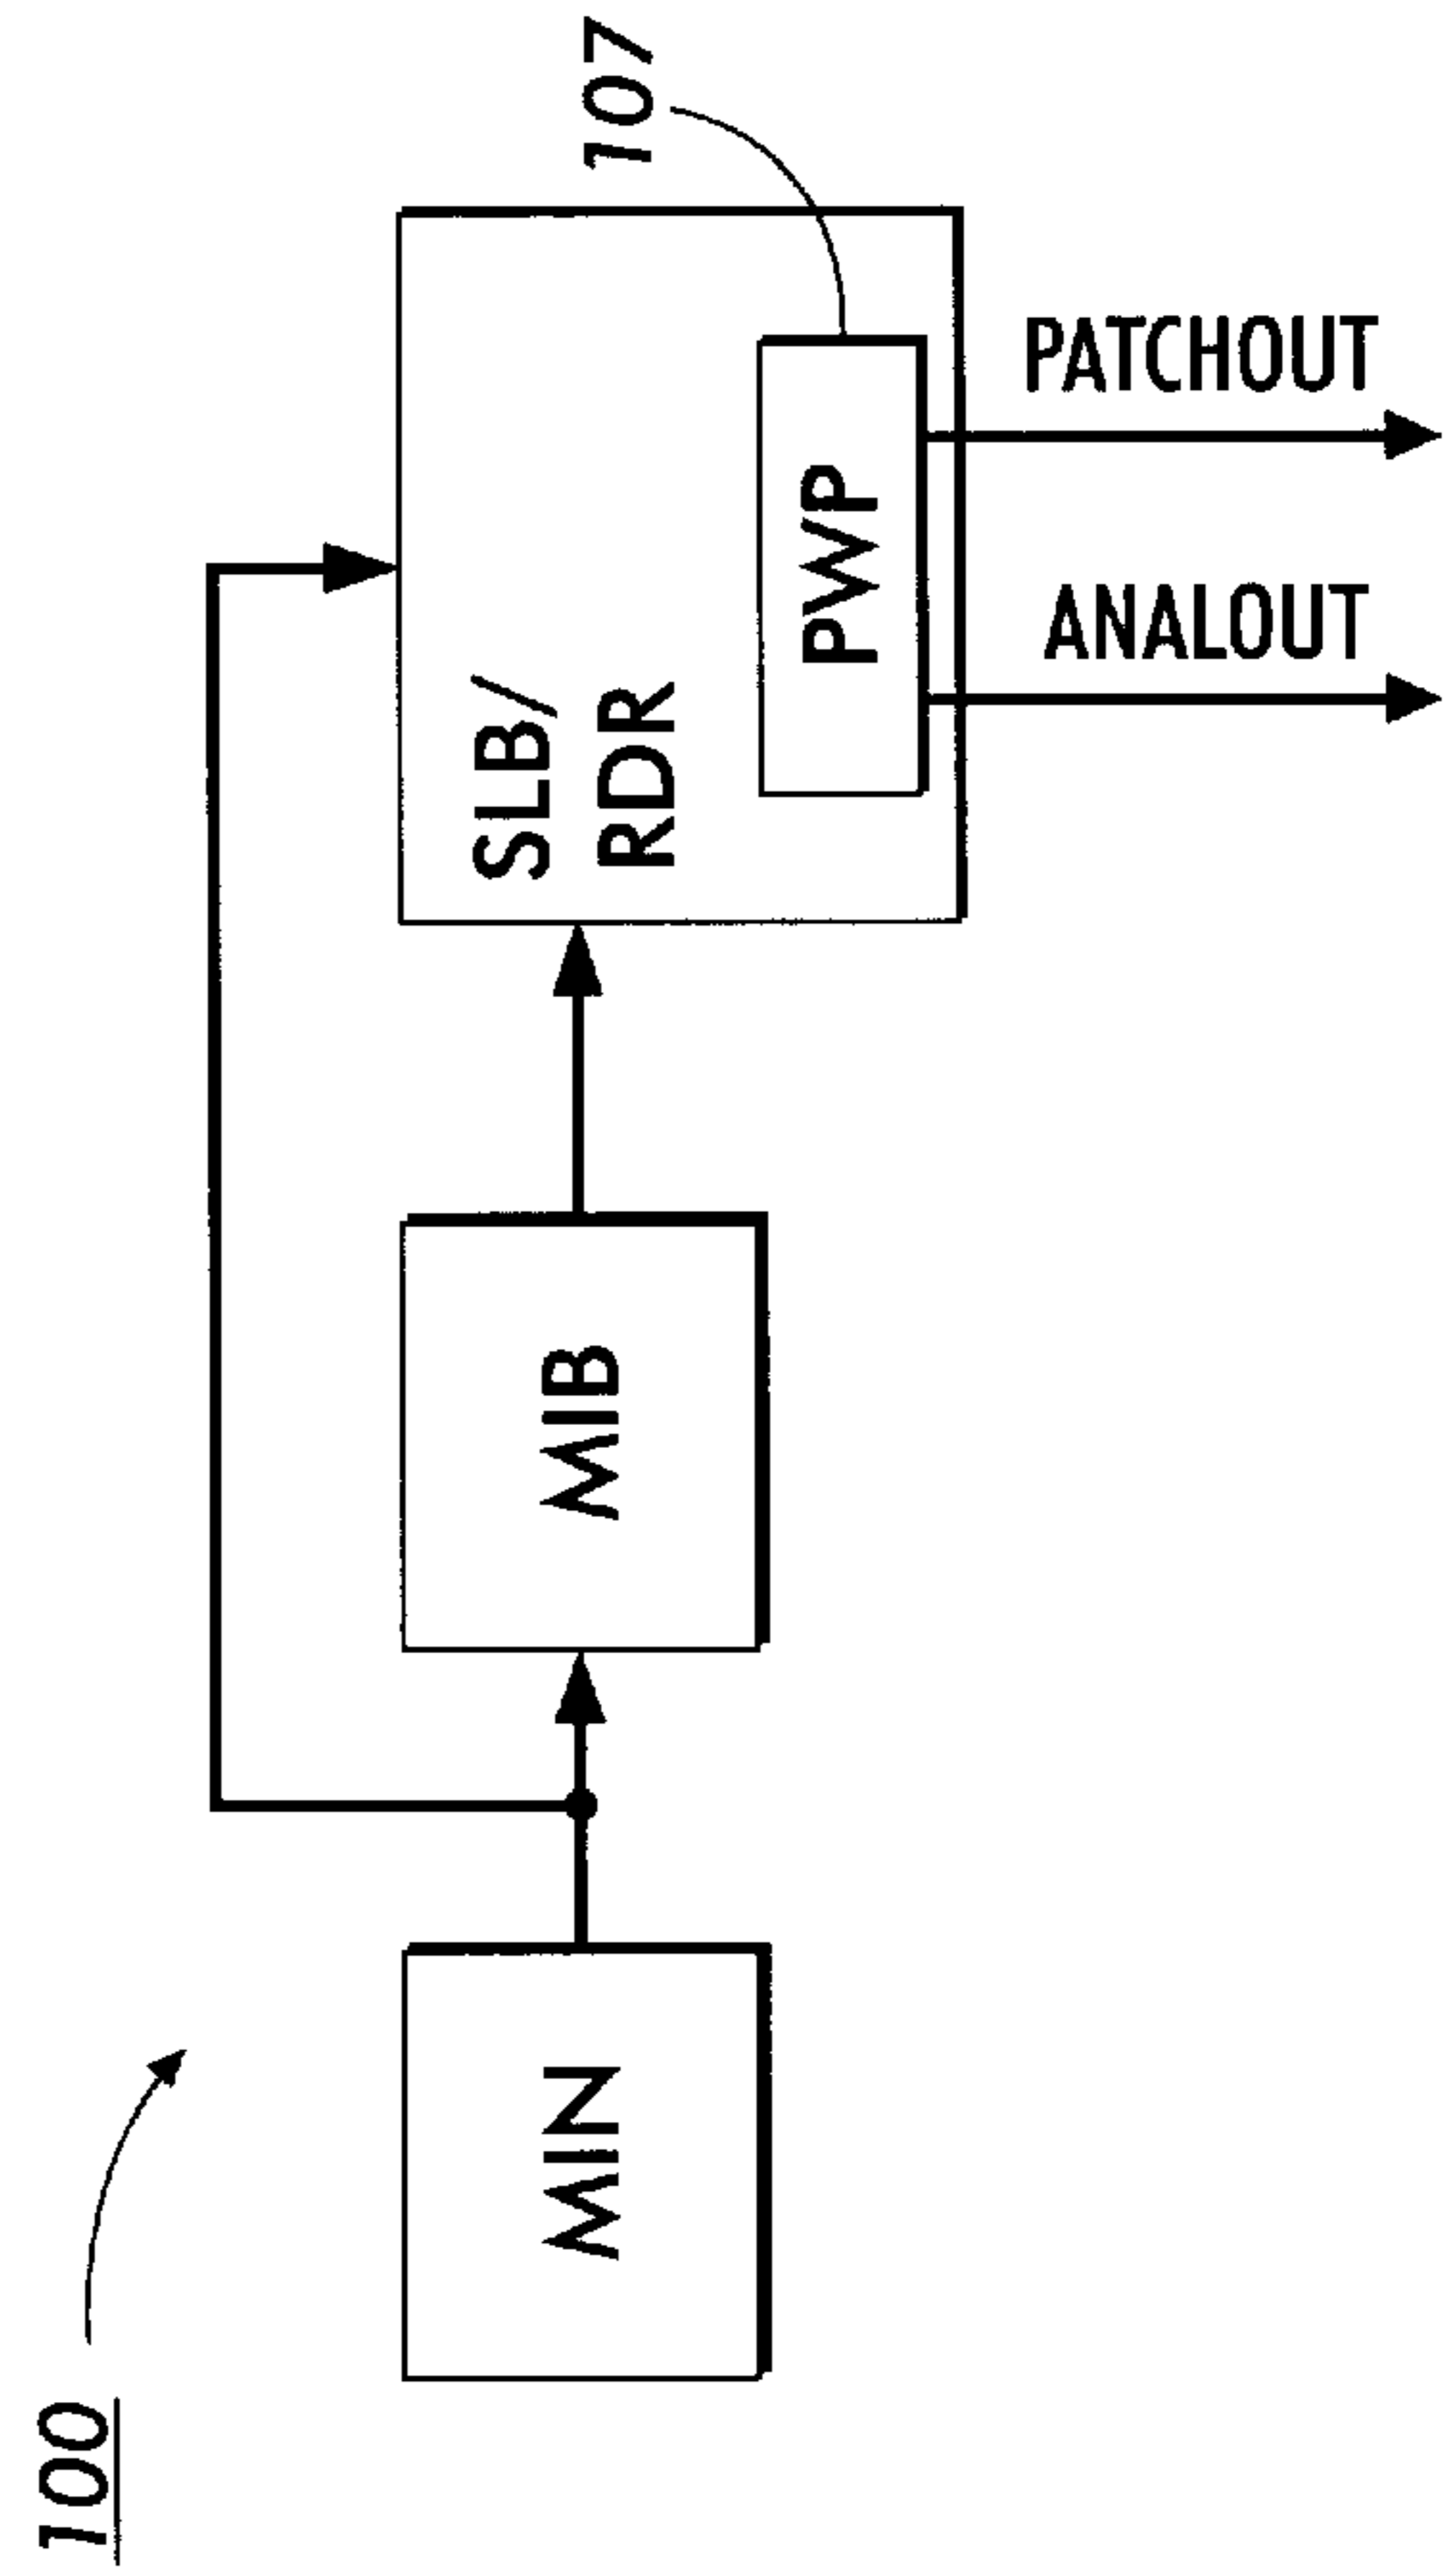 100
MIN
MIB
SLB/
RDR
PWP
107
ANALOUT
PATCHOUT